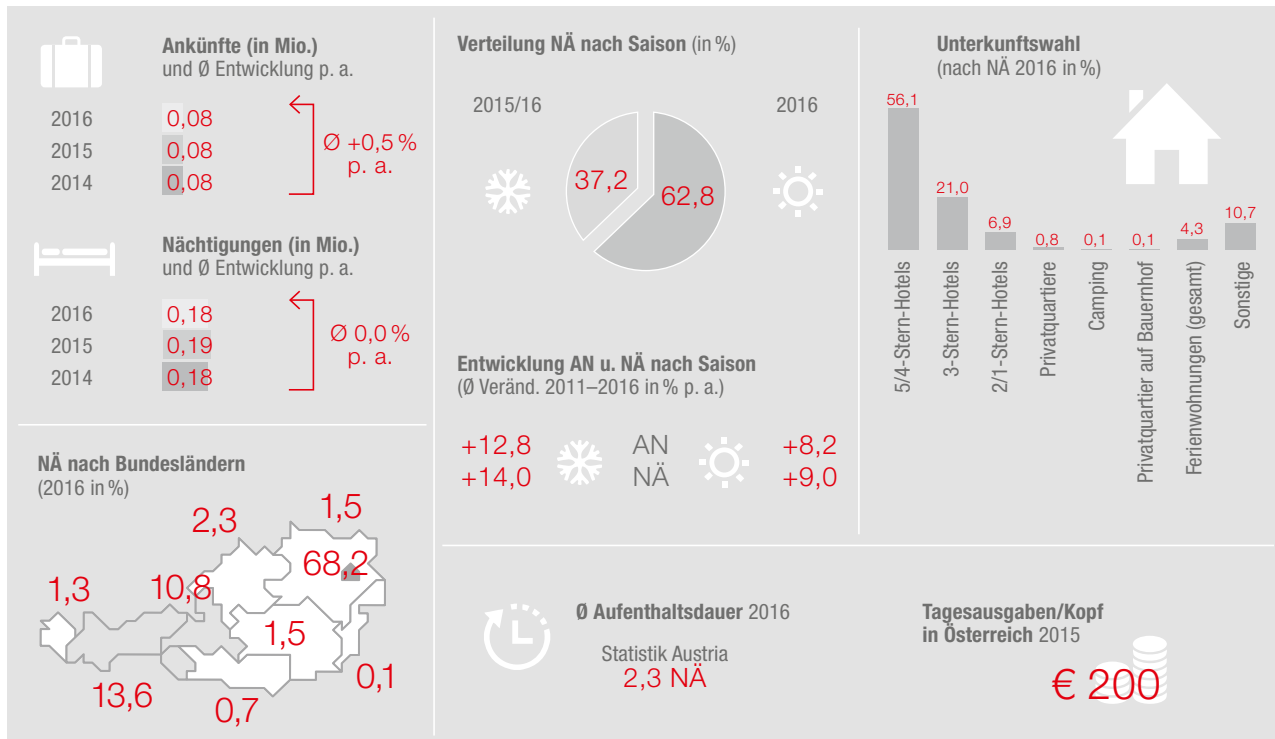 Ankünfte (in Mio.)
und Ø Entwicklung p. a.
2016 0,08
2015 0,08
2014 0,08
Ø +0,5 %
p. a.
Nächtigungen (in Mio.)
und Ø Entwicklung p. a.
2016 0,18
2015 0,19
2014 0,18
Ø 0,0 %
p. a.
NÄ nach Bundesländern
(2016 in %)
1,5
2,3
68,2
1,3
10,8
1,5
0,1
13,6
0,7
Verteilung NÄ nach Saison (in %)
2015/16
2016
37,2
62,8
Entwicklung AN u. NÄ nach Saison
(Ø Veränd. 2011–2016 in % p. a.)
+12,8 AN +8,2
+14,0 NÄ +9,0
Unterkunftswahl
(nach NÄ 2016 in %)
56,1
21,0
6,9
0,8
0,1
0,1
4,3
10,7
5/4-Stern-Hotels
3-Stern-Hotels
2/1-Stern-Hotels
Privatquartiere
Camping
Privatquartier auf Bauernhof
Ferienwohnungen (gesamt)
Sonstige
Ø Aufenthaltsdauer 2016
Statistik Austria
2,3 NÄ
Tagesausgaben/Kopf
in Österreich 2015
€ 200